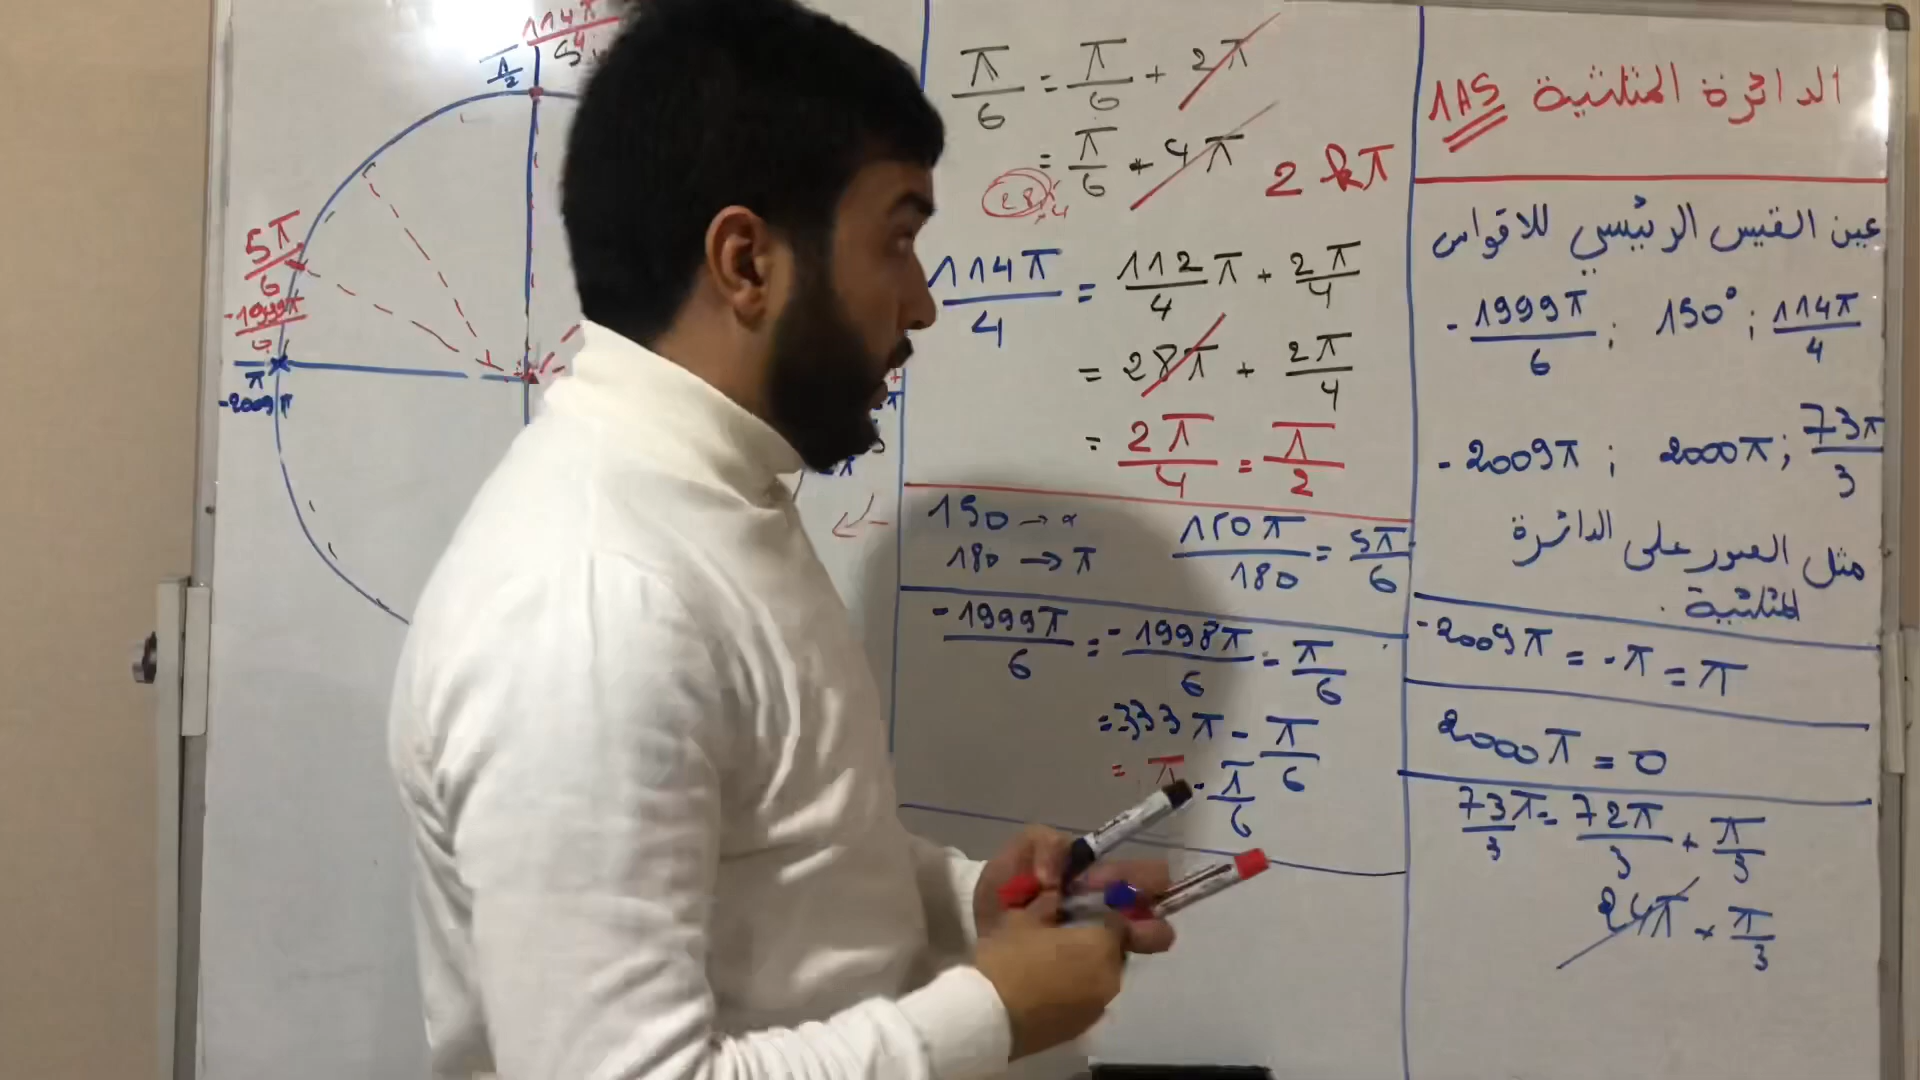 الدائرة المثلثية 1AS
عين القيس الرئيسي للاقواس
-1999π/6 ; 150° ; 114π/4
-2009π ; 2000π ; 73π/3
مثل الصور على الدائرة
المثلثية .
-2009π = -π = π
2000π = 0
73π/3 = 72π/3 + π/3
24π + π/3
π/6 = π/6 + 2π
= π/6 + 4π
2kπ
28
114π/4 = 112/4 π + 2π/4
= 28π + 2π/4
= 2π/4 = π/2
150 → α
180 → π
150π/180 = 5π/6
-1999π/6 = -1998π/6 - π/6
= 333π - π/6
= π - π/6
114π/4
π/2
5π/6
-1999π/6
π
-2009π